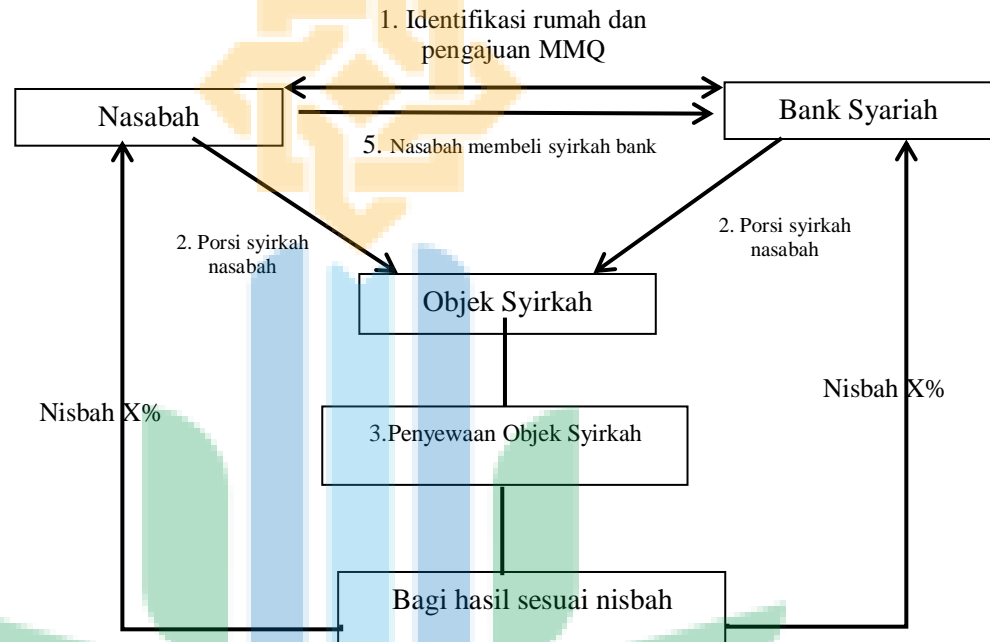 1. Identifikasi rumah dan
pengajuan MMQ
Nasabah
Bank Syariah
5. Nasabah membeli syirkah bank
2. Porsi syirkah
nasabah
2. Porsi syirkah
nasabah
Objek Syirkah
Nisbah X%
Nisbah X%
3.Penyewaan Objek Syirkah
Bagi hasil sesuai nisbah